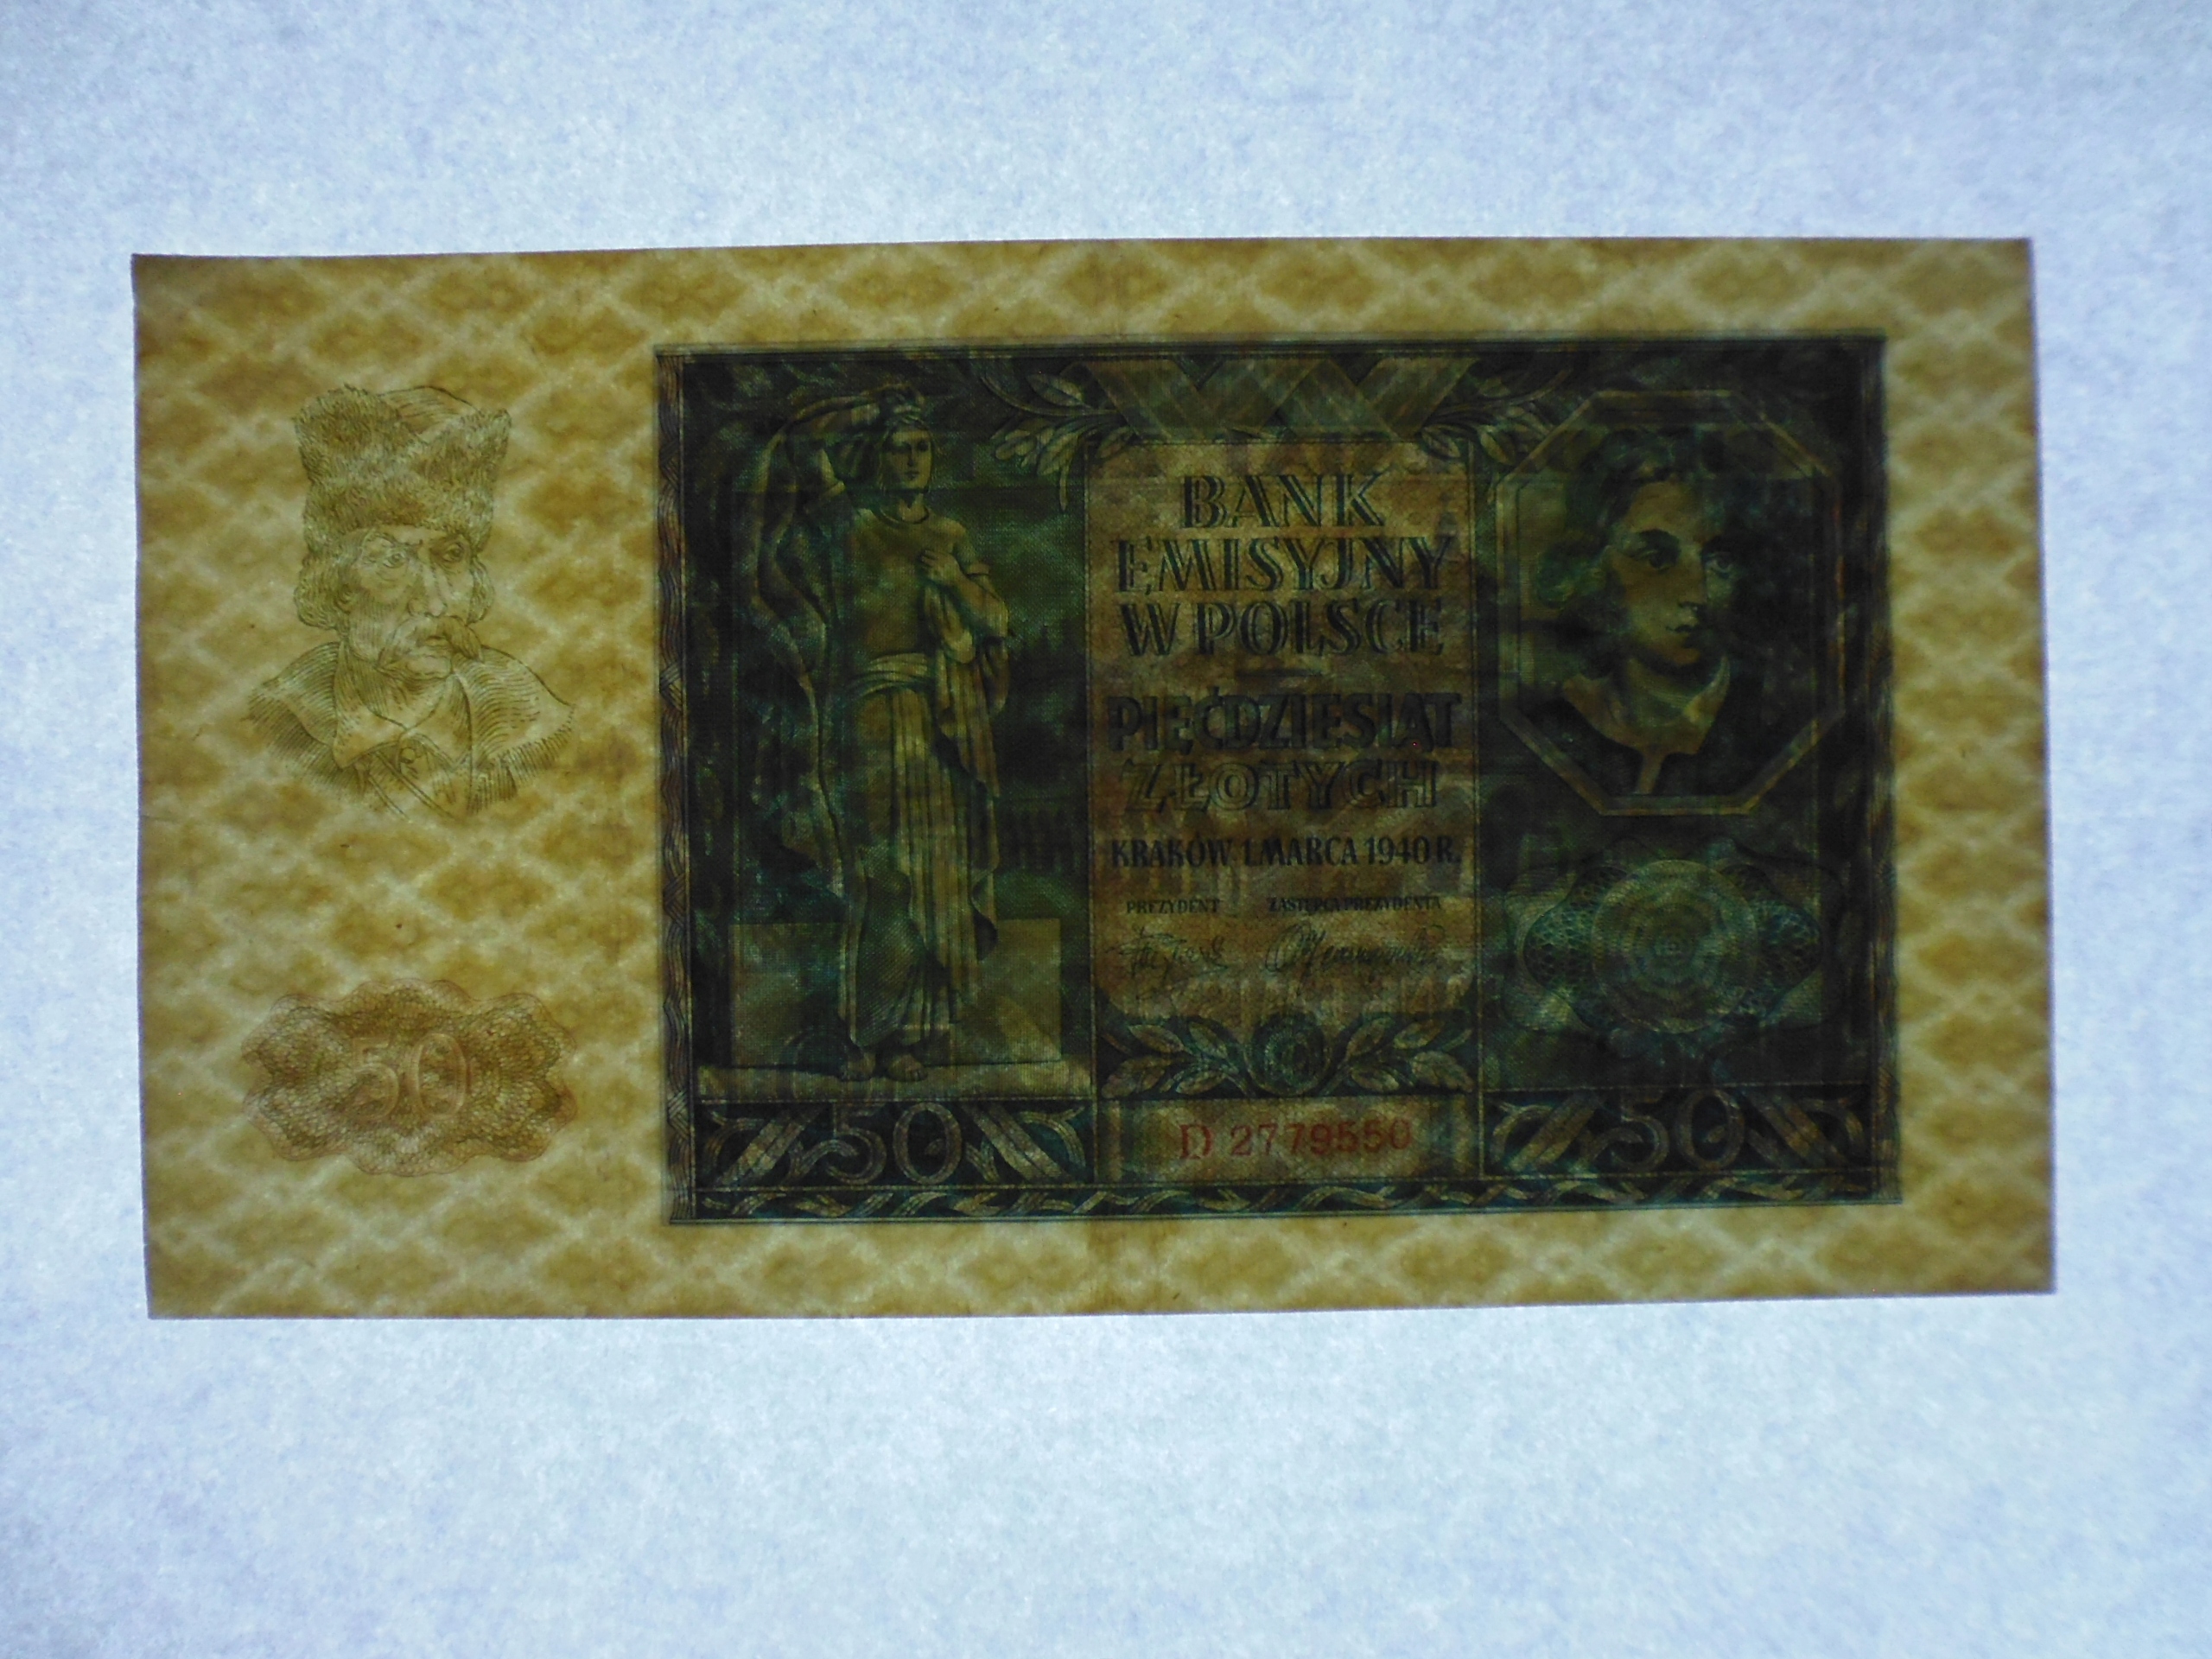 BANK
EMISYJNY
W POLSCE
PIĘĆDZIESIĄT
ZŁOTYCH
KRAKÓW, 1. MARCA 1940 R.
PREZYDENT ZASTĘPCA PREZYDENTA
50
50 D 2779550 50